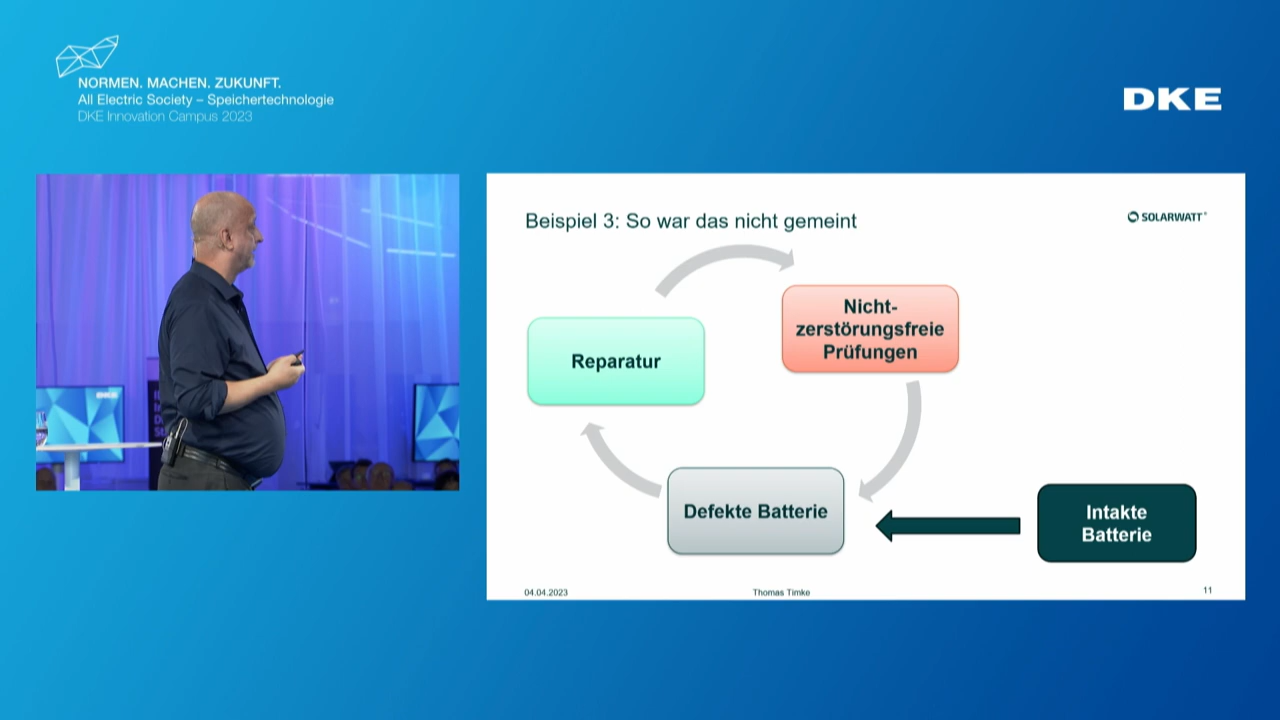 NORMEN. MACHEN. ZUKUNFT.
All Electric Society – Speichertechnologie
DKE Innovation Campus 2023
DKE
Beispiel 3: So war das nicht gemeint
SOLARWATT®
Nicht-
zerstörungsfreie
Prüfungen
Reparatur
Defekte Batterie
Intakte
Batterie
04.04.2023
Thomas Timke
11
DKE